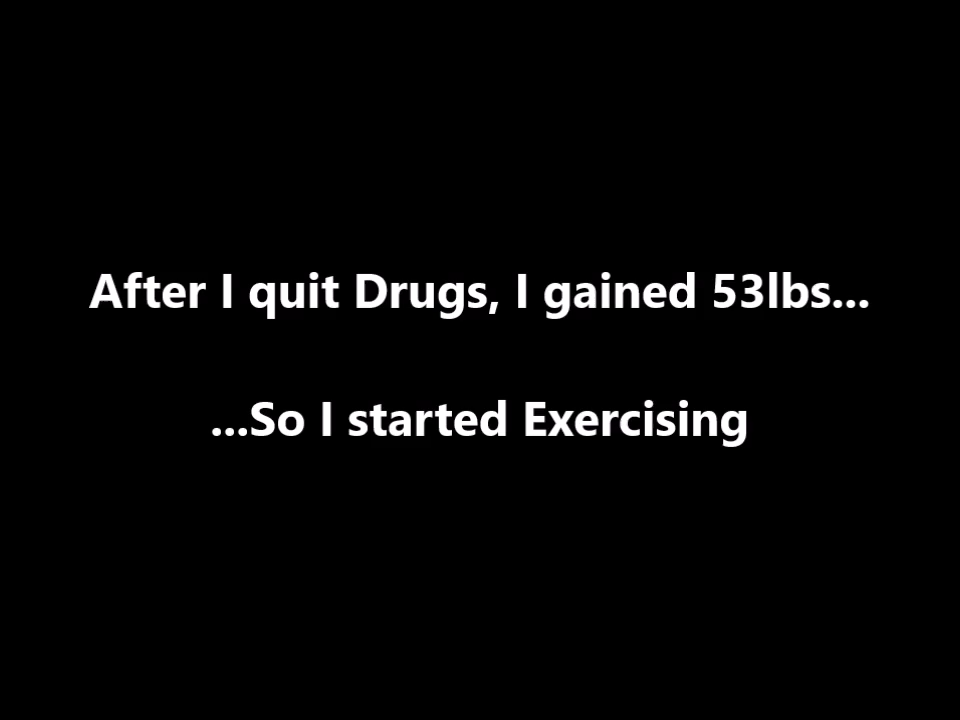 After I quit Drugs, I gained 53lbs...
...So I started Exercising